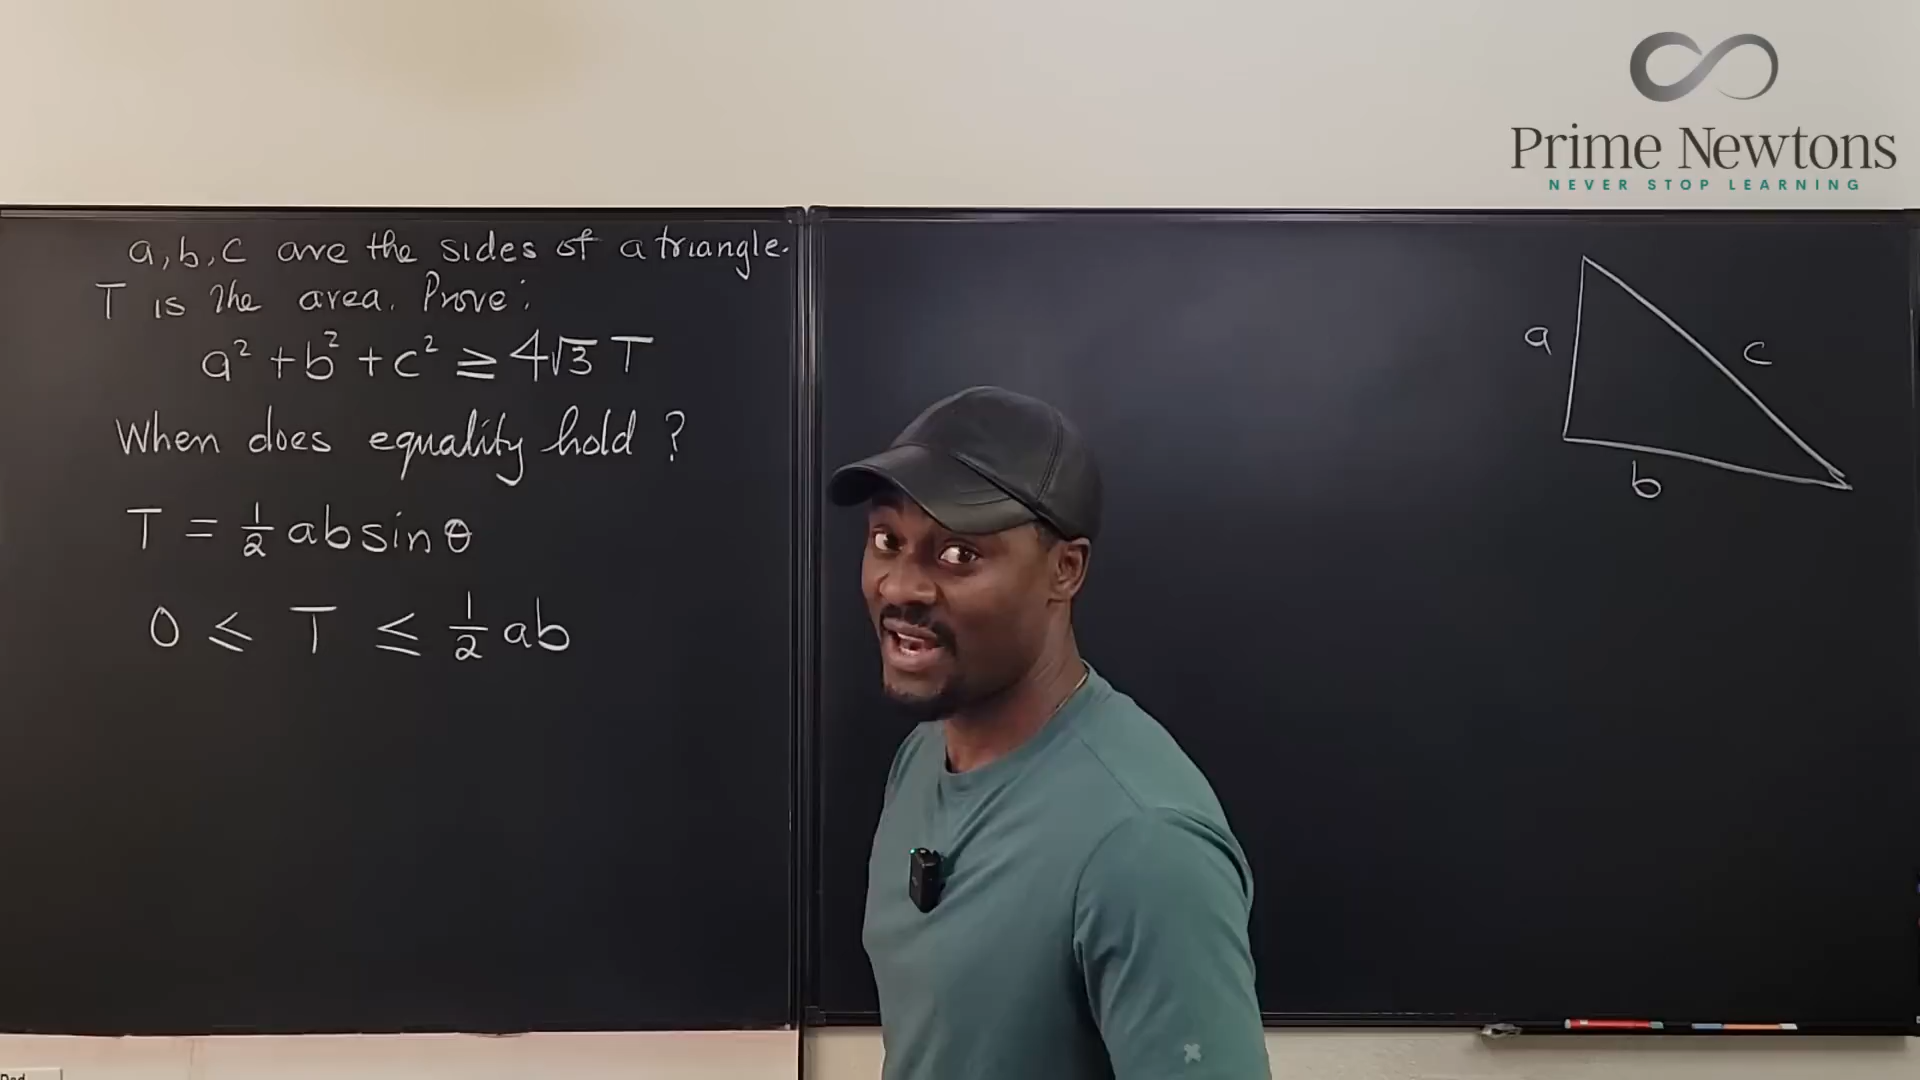 Prime Newtons
NEVER STOP LEARNING
a, b, c are the sides of a triangle.
T is the area. Prove:
a² + b² + c² ≥ 4√3 T
When does equality hold?
T = ½ ab sin θ
0 ≤ T ≤ ½ ab
a
c
b